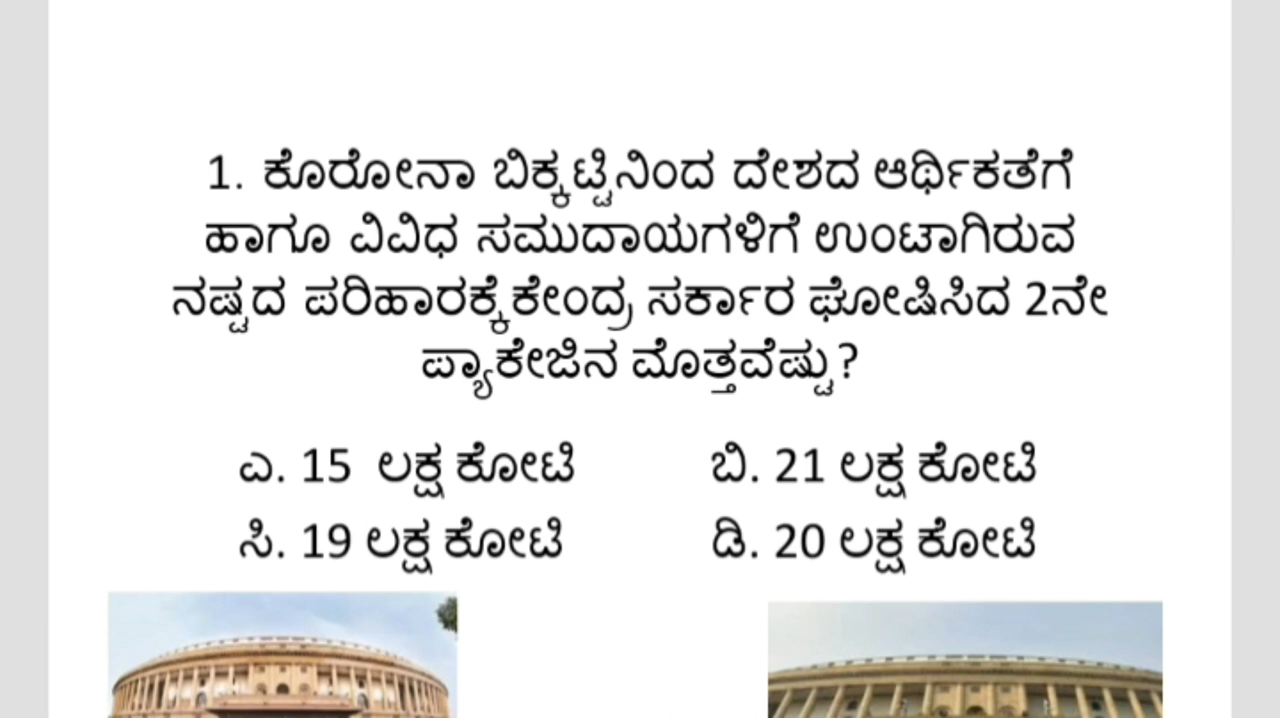 1. ಕೊರೋನಾ ಬಿಕ್ಕಟ್ಟಿನಿಂದ ದೇಶದ ಆರ್ಥಿಕತೆಗೆ
ಹಾಗೂ ವಿವಿಧ ಸಮುದಾಯಗಳಿಗೆ ಉಂಟಾಗಿರುವ
ನಷ್ಟದ ಪರಿಹಾರಕ್ಕೆಕೇಂದ್ರ ಸರ್ಕಾರ ಘೋಷಿಸಿದ 2ನೇ
ಪ್ಯಾಕೇಜಿನ ಮೊತ್ತವೆಷ್ಟು?
ಎ. 15 ಲಕ್ಷ ಕೋಟಿ ಬಿ. 21 ಲಕ್ಷ ಕೋಟಿ
ಸಿ. 19 ಲಕ್ಷ ಕೋಟಿ ಡಿ. 20 ಲಕ್ಷ ಕೋಟಿ